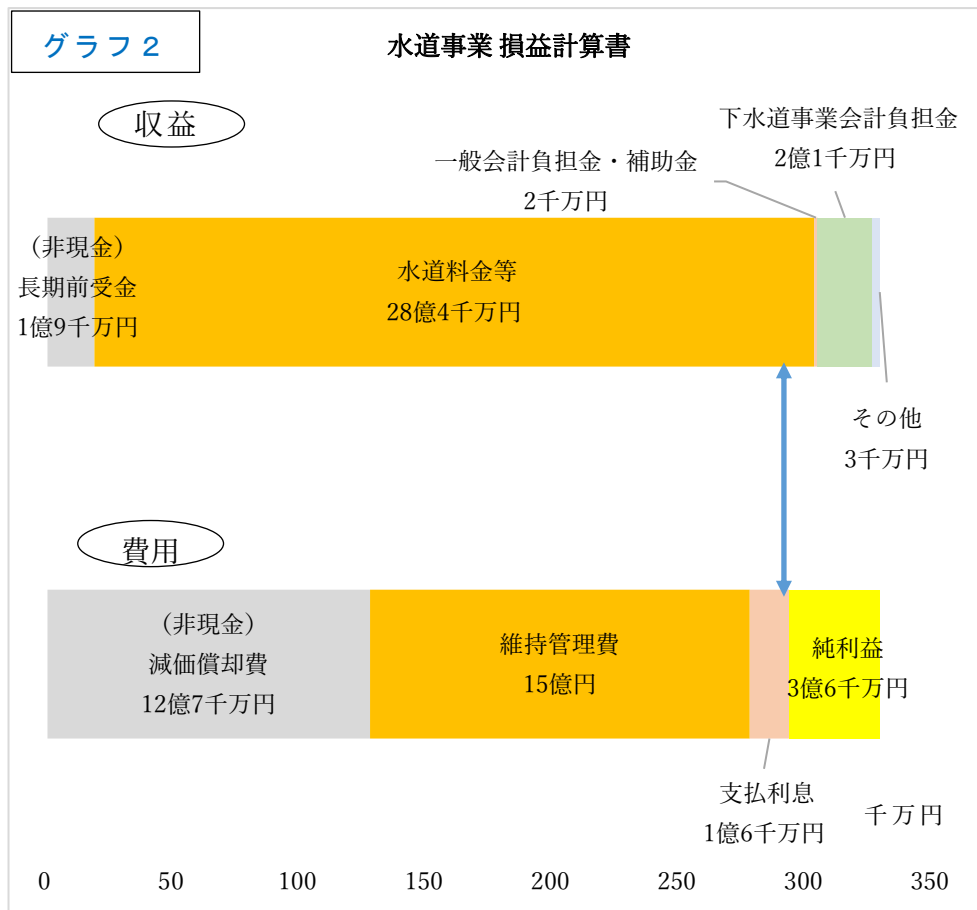 グラフ２
水道事業 損益計算書
収益
下水道事業会計負担金
2億1千万円
一般会計負担金・補助金
2千万円
（非現金）
長期前受金
1億9千万円
水道料金等
28億4千万円
その他
3千万円
費用
（非現金）
減価償却費
12億7千万円
維持管理費
15億円
純利益
3億6千万円
支払利息
1億6千万円
千万円
0 50 100 150 200 250 300 350